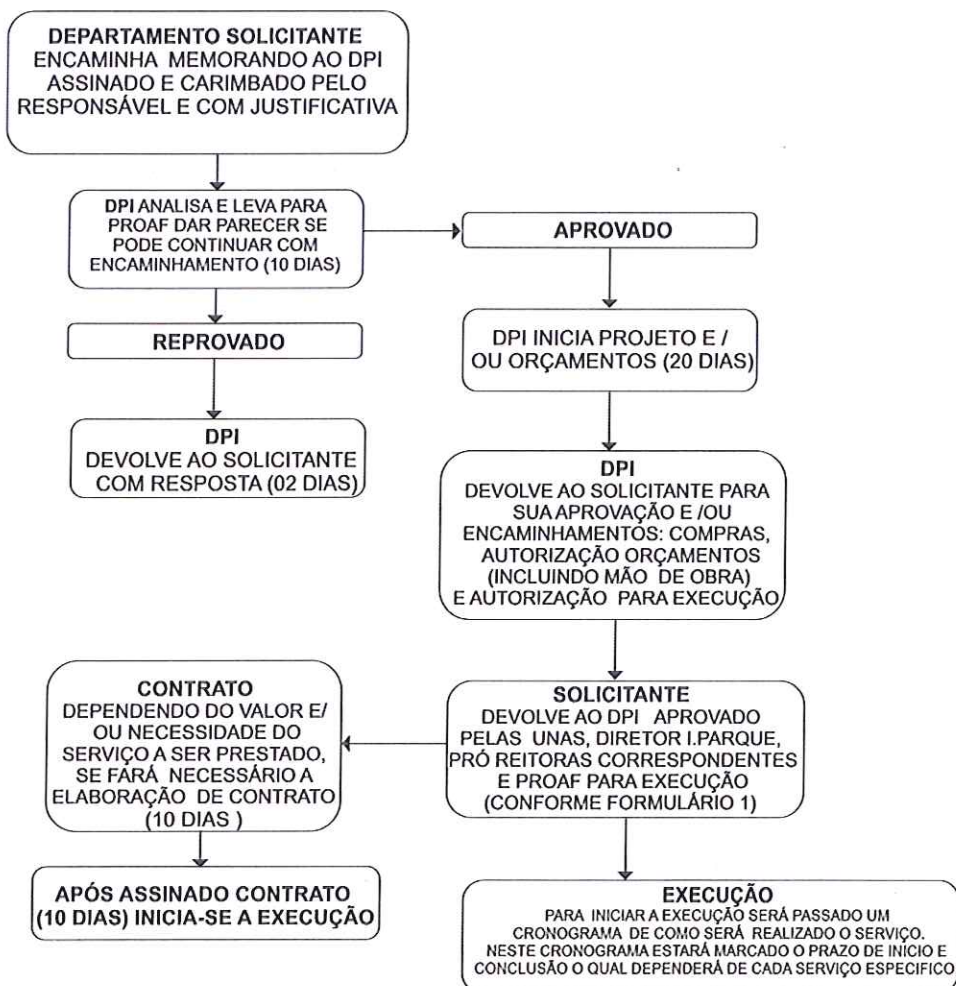 DEPARTAMENTO SOLICITANTE
ENCAMINHA MEMORANDO AO DPI
ASSINADO E CARIMBADO PELO
RESPONSÁVEL E COM JUSTIFICATIVA
DPI ANALISA E LEVA PARA
PROAF DAR PARECER SE
PODE CONTINUAR COM
ENCAMINHAMENTO (10 DIAS)
APROVADO
REPROVADO
DPI INICIA PROJETO E /
OU ORÇAMENTOS (20 DIAS)
DPI
DEVOLVE AO SOLICITANTE
COM RESPOSTA (02 DIAS)
DPI
DEVOLVE AO SOLICITANTE PARA
SUA APROVAÇÃO E /OU
ENCAMINHAMENTOS: COMPRAS,
AUTORIZAÇÃO ORÇAMENTOS
(INCLUINDO MÃO DE OBRA)
E AUTORIZAÇÃO PARA EXECUÇÃO
SOLICITANTE
DEVOLVE AO DPI APROVADO
PELAS UNAS, DIRETOR I.PARQUE,
PRÓ REITORAS CORRESPONDENTES
E PROAF PARA EXECUÇÃO
(CONFORME FORMULÁRIO 1)
CONTRATO
DEPENDENDO DO VALOR E/
OU NECESSIDADE DO
SERVIÇO A SER PRESTADO,
SE FARÁ NECESSÁRIO A
ELABORAÇÃO DE CONTRATO
(10 DIAS )
APÓS ASSINADO CONTRATO
(10 DIAS) INICIA-SE A EXECUÇÃO
EXECUÇÃO
PARA INICIAR A EXECUÇÃO SERÁ PASSADO UM
CRONOGRAMA DE COMO SERÁ REALIZADO O SERVIÇO.
NESTE CRONOGRAMA ESTARÁ MARCADO O PRAZO DE INÍCIO E
CONCLUSÃO O QUAL DEPENDERÁ DE CADA SERVIÇO ESPECIFICO